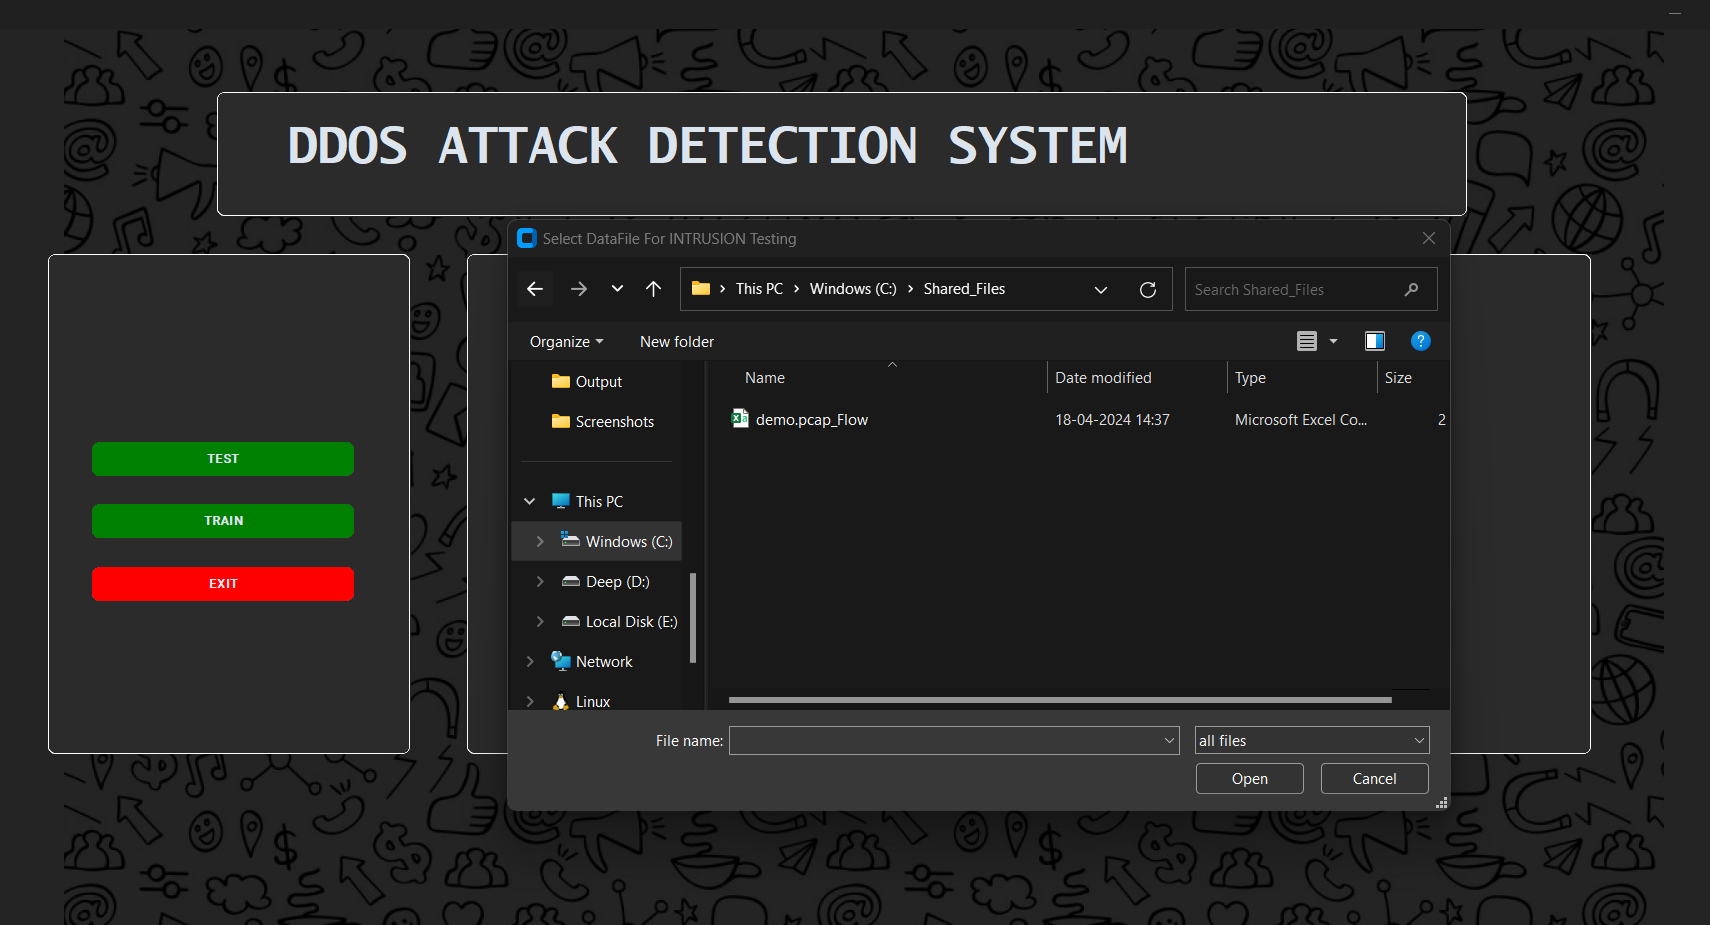 DDOS ATTACK DETECTION SYSTEM
TEST
TRAIN
EXIT
Select DataFile For INTRUSION Testing
This PC > Windows (C:) > Shared_Files
Search Shared_Files
Organize
New folder
?
Output
Screenshots
This PC
Windows (C:)
Deep (D:)
Local Disk (E:)
Network
Linux
Name Date modified Type Size
demo.pcap_Flow 18-04-2024 14:37 Microsoft Excel Co... 2
File name:
all files
Open
Cancel